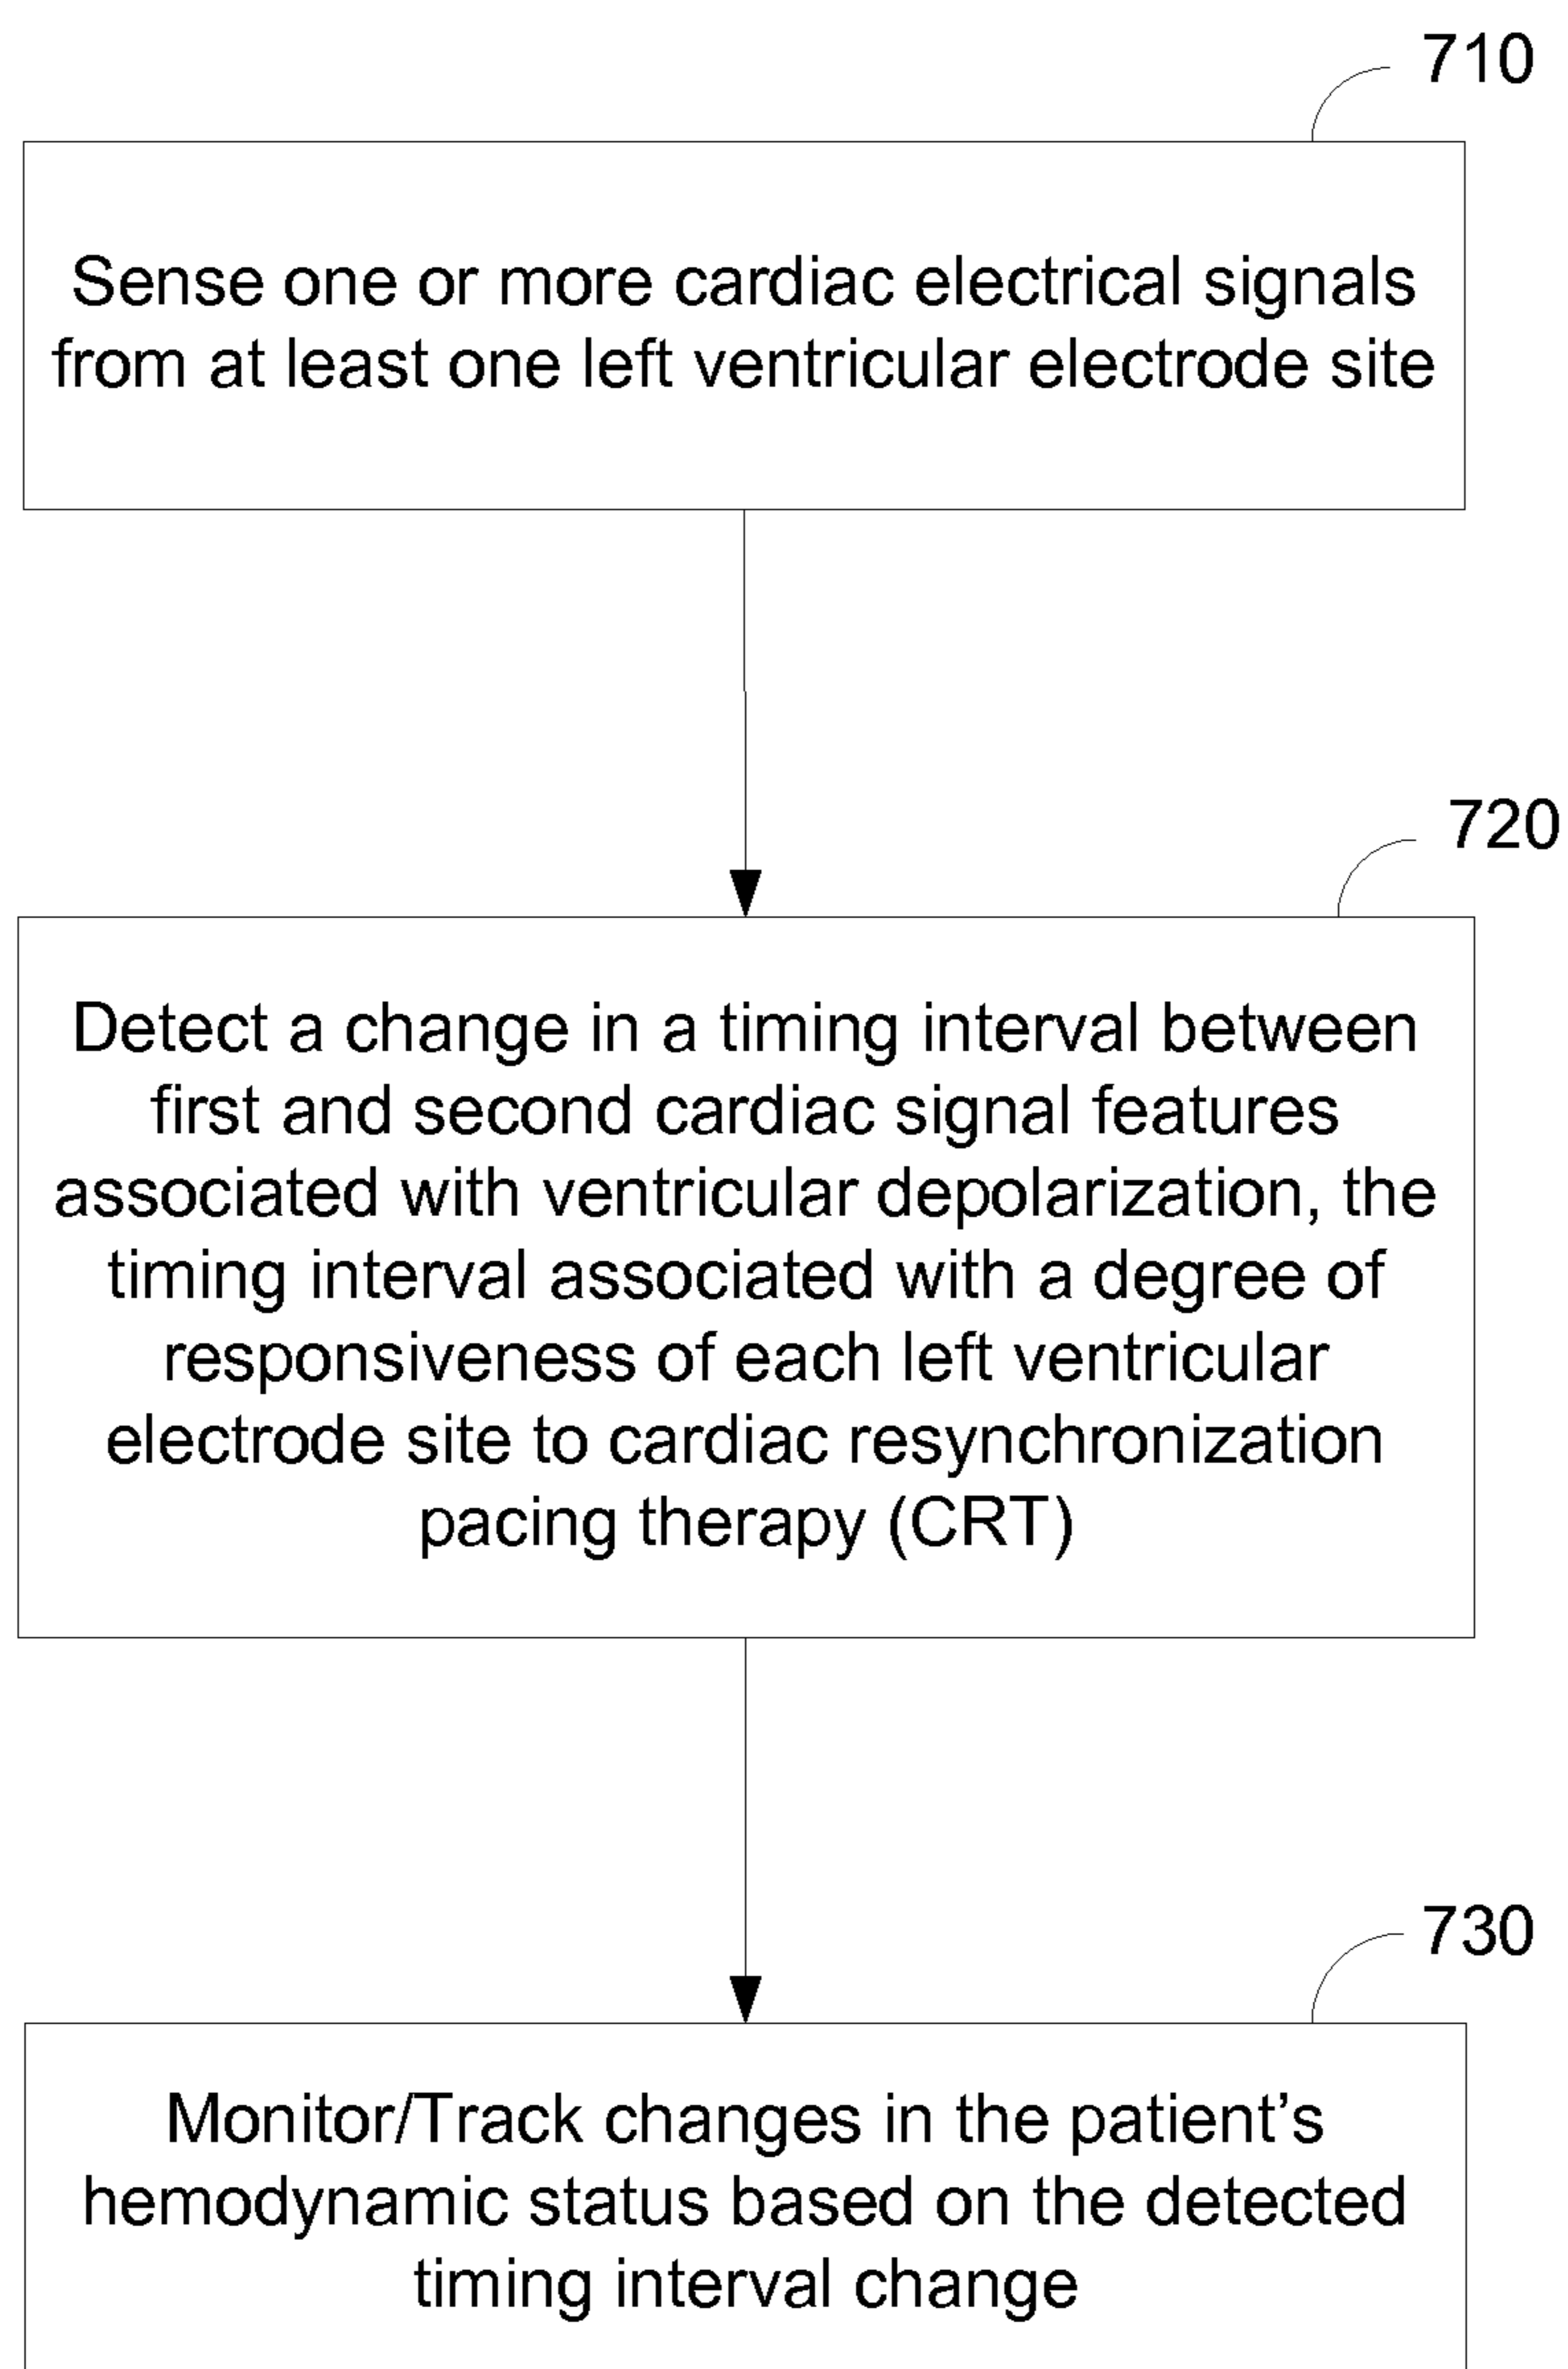 710
Sense one or more cardiac electrical signals
from at least one left ventricular electrode site
720
Detect a change in a timing interval between
first and second cardiac signal features
associated with ventricular depolarization, the
timing interval associated with a degree of
responsiveness of each left ventricular
electrode site to cardiac resynchronization
pacing therapy (CRT)
730
Monitor/Track changes in the patient’s
hemodynamic status based on the detected
timing interval change